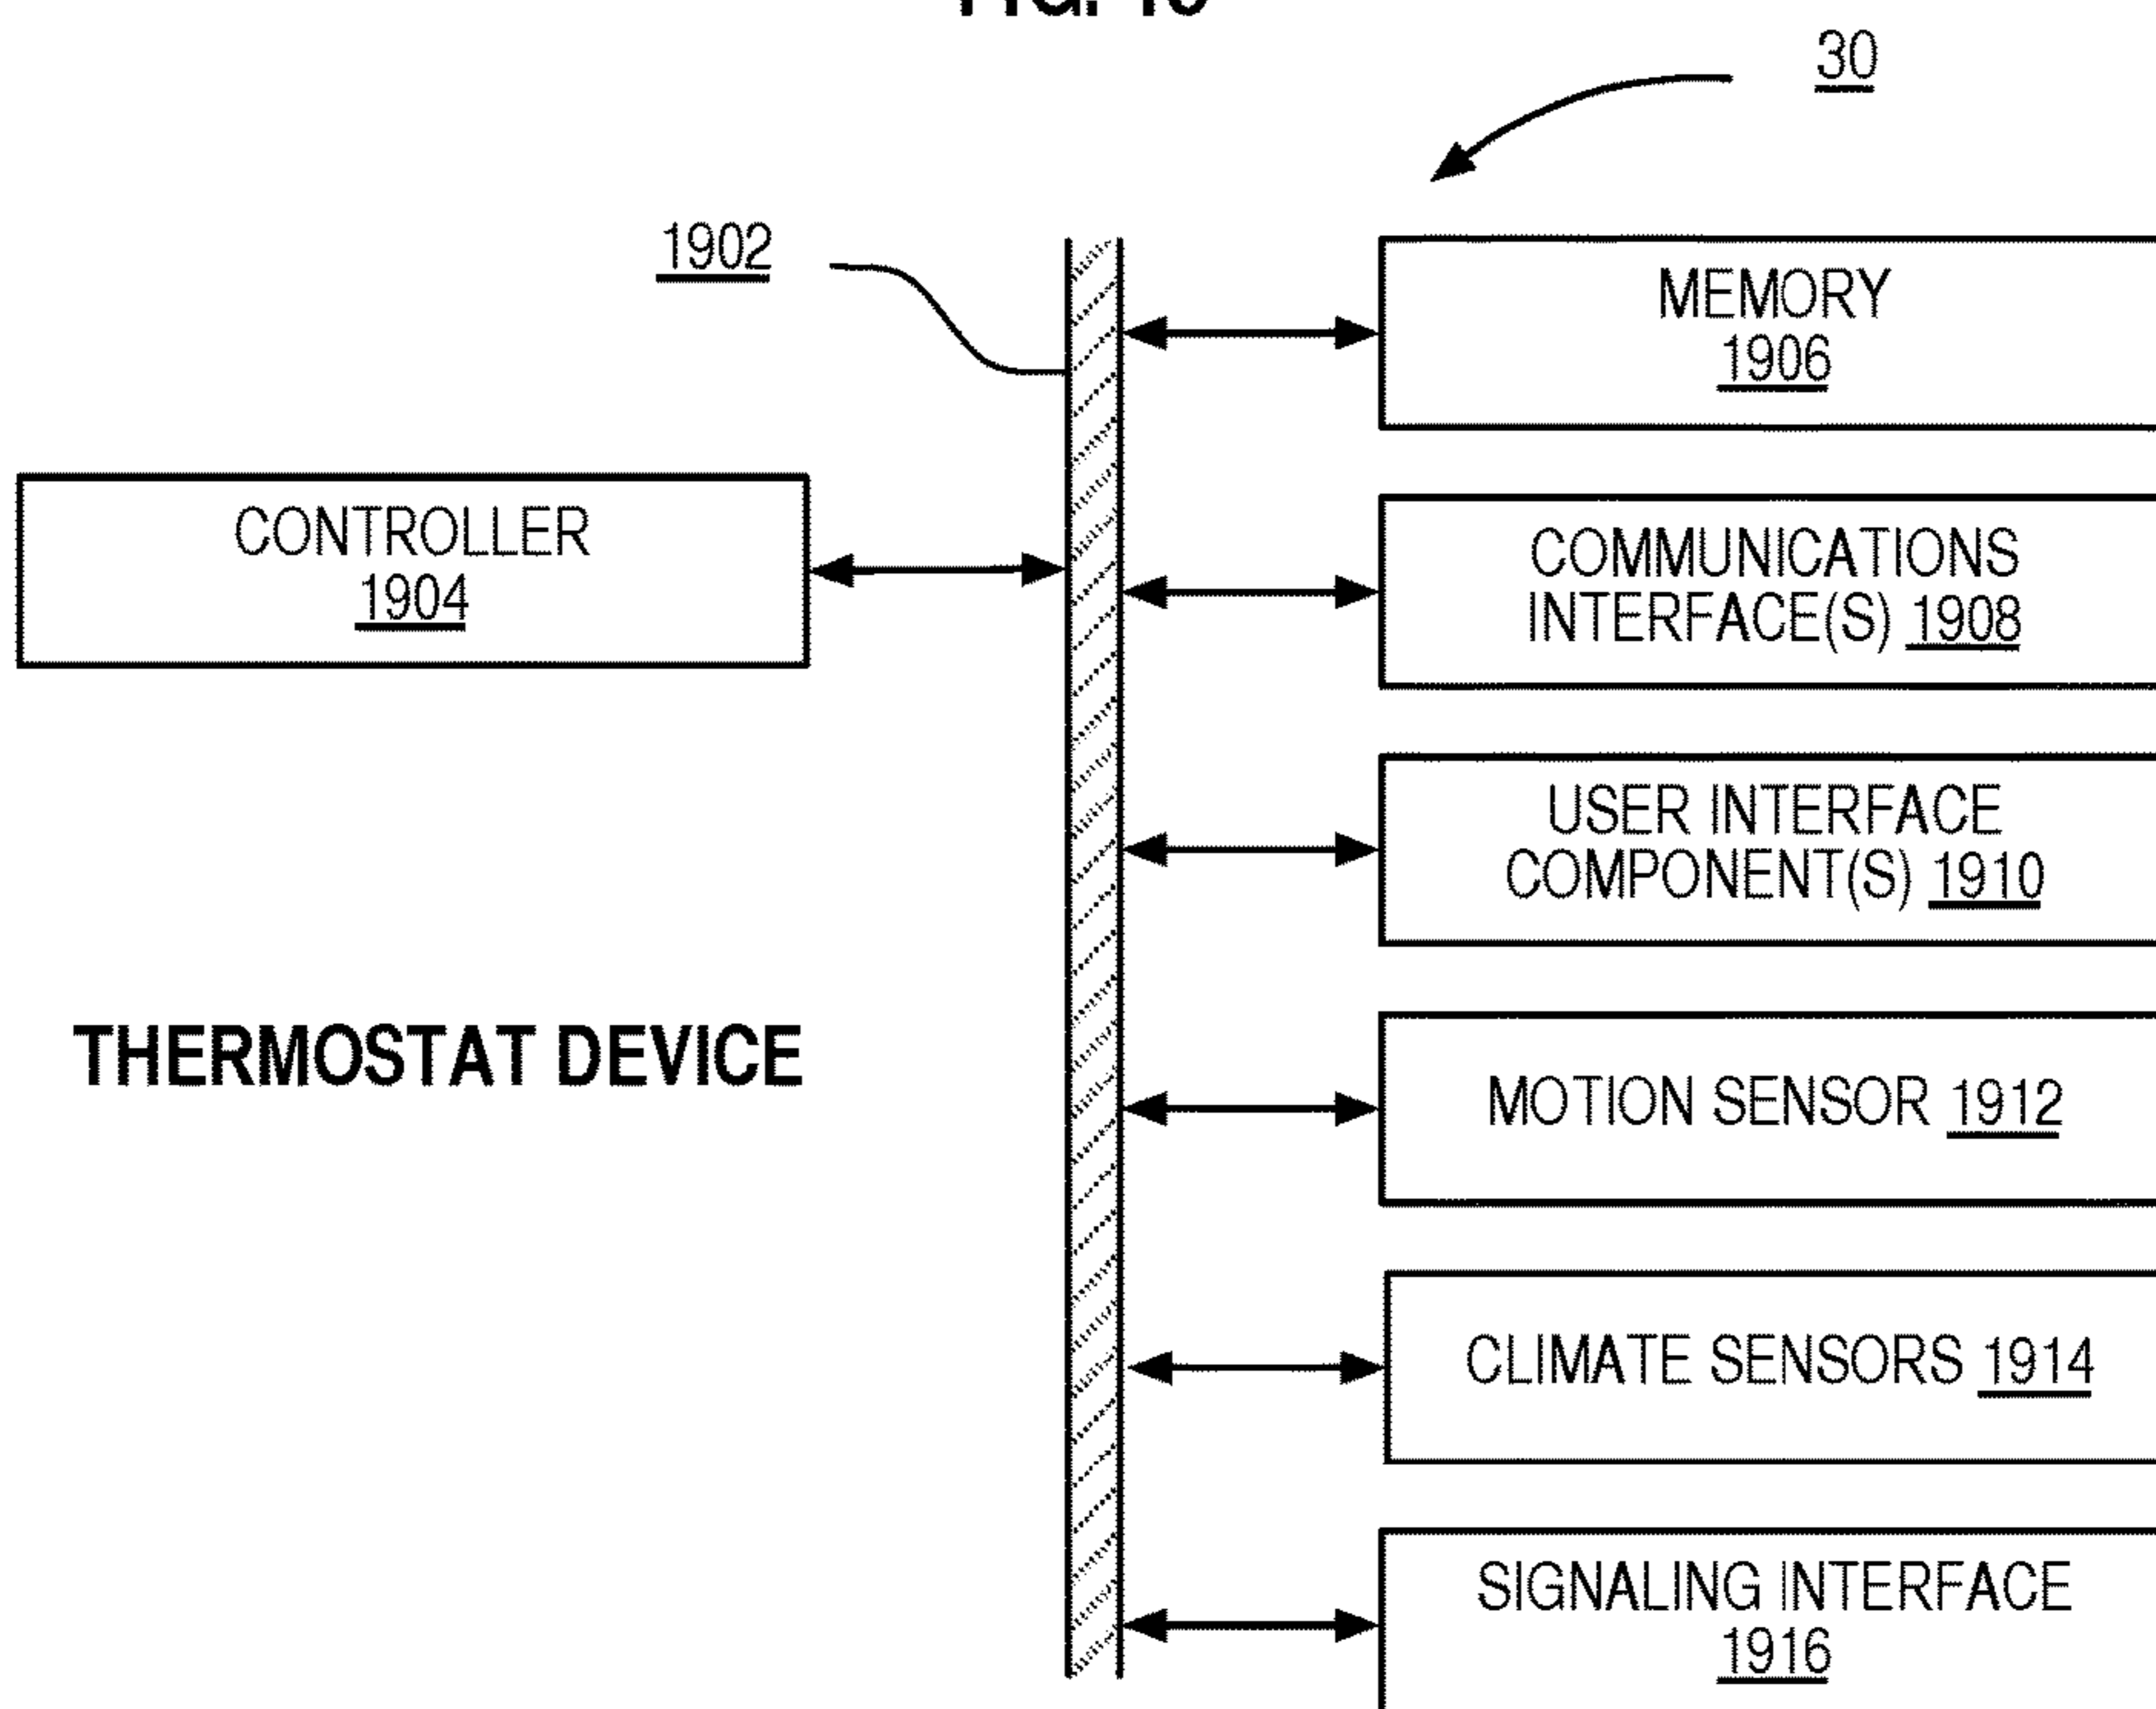 30
1902
MEMORY
1906
CONTROLLER
1904
COMMUNICATIONS
INTERFACE(S) 1908
USER INTERFACE
COMPONENT(S) 1910
THERMOSTAT DEVICE
MOTION SENSOR 1912
CLIMATE SENSORS 1914
SIGNALING INTERFACE
1916